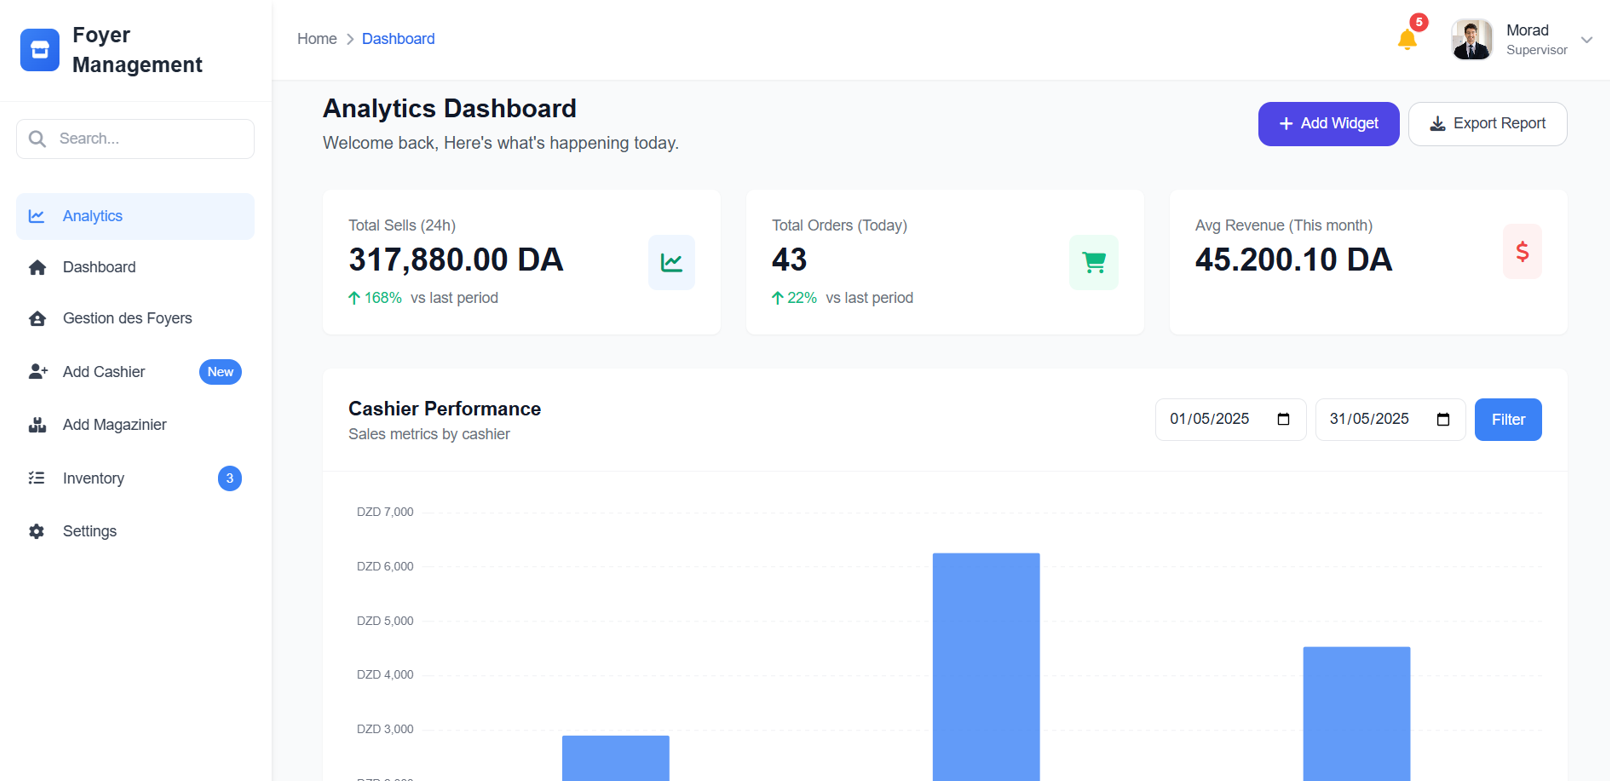 Foyer
Management
Search...
Analytics
Dashboard
Gestion des Foyers
Add Cashier
New
Add Magazinier
Inventory
3
Settings
Home
Dashboard
5
Morad
Supervisor
Analytics Dashboard
Welcome back, Here's what's happening today.
Add Widget
Export Report
Total Sells (24h)
317,880.00 DA
168% vs last period
Total Orders (Today)
43
22% vs last period
Avg Revenue (This month)
45.200.10 DA
Cashier Performance
Sales metrics by cashier
01/05/2025
31/05/2025
Filter
DZD 7,000
DZD 6,000
DZD 5,000
DZD 4,000
DZD 3,000